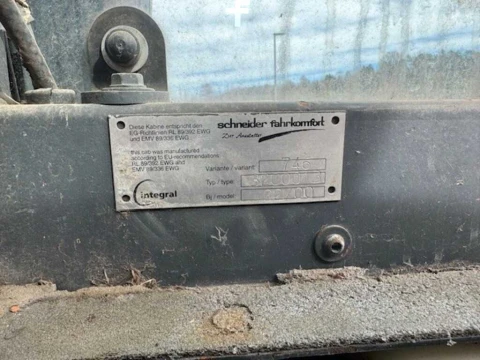 Diese Kabine entspricht den
EG-Richtlinien RL 89/392 EWG
und EMV 89/336 EWG
this cab was manufactured
according to EU-recommendations
RL 89/392 EWG and
EMV 89/336 EWG
integral
schneider fahrkomfort
Der Ausstatter
Variante / variant:
Typ / type
Bj / model